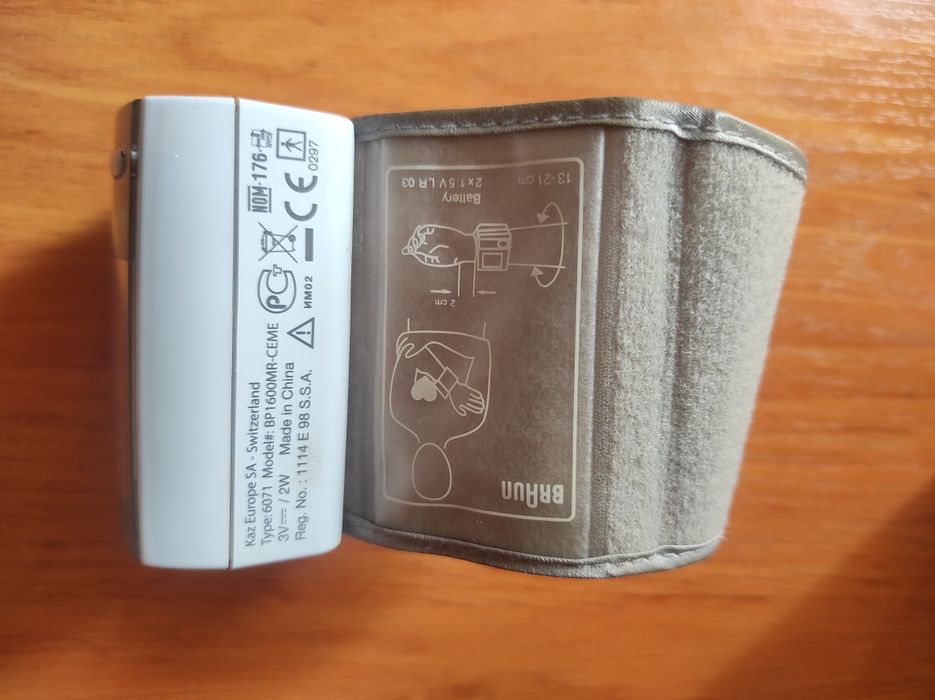 Kaz Europe SA - Switzerland
Type: 6071 Model#: BP1600MR-CEME
3V / 2W Made in China
Reg. No. : 1114 E 98 S.S.A.
ИМ02
NOM-176-
0297
BRAUN
2 cm
Battery
2x1.5V LR 03
13-21 cm